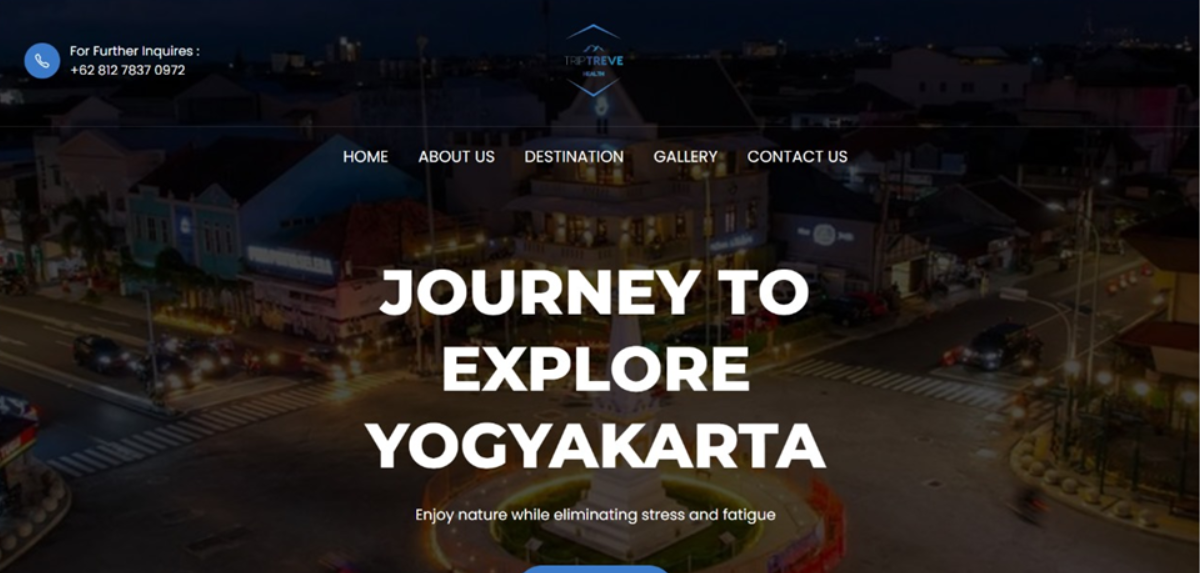 For Further Inquires :
+62 812 7837 0972
TRIPTREVE
HEALTH
HOME ABOUT US DESTINATION GALLERY CONTACT US
JOURNEY TO
EXPLORE
YOGYAKARTA
Enjoy nature while eliminating stress and fatigue